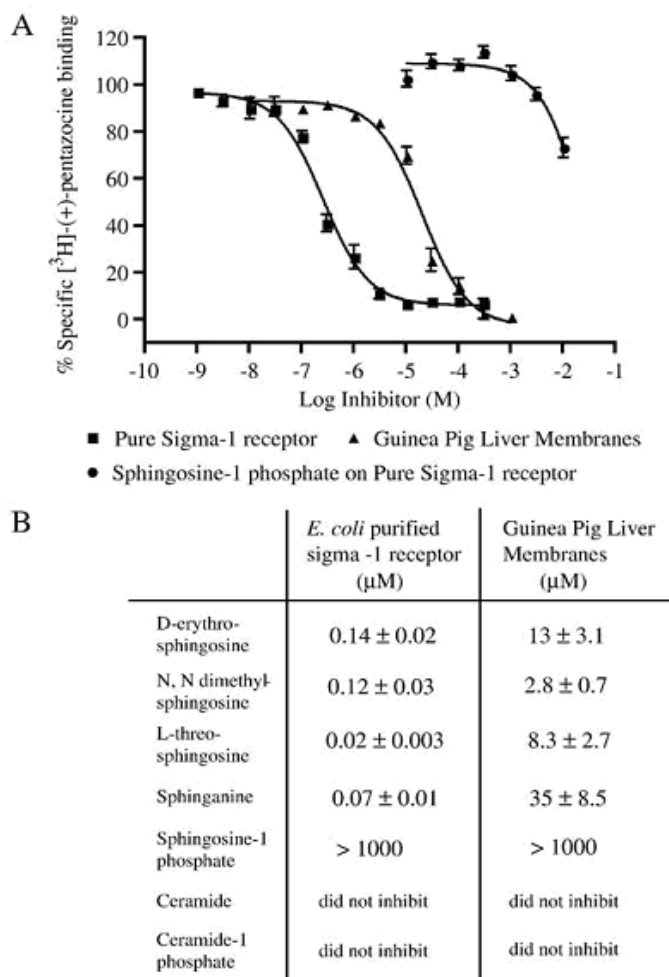 A
% Specific [³H]-(+)-pentazocine binding
120
100
80
60
40
20
0
-10 -9 -8 -7 -6 -5 -4 -3 -2 -1
Log Inhibitor (M)
■ Pure Sigma-1 receptor ▲ Guinea Pig Liver Membranes
● Sphingosine-1 phosphate on Pure Sigma-1 receptor
B
E. coli purified
sigma -1 receptor
(µM)
Guinea Pig Liver
Membranes
(µM)
D-erythro-
sphingosine
0.14 ± 0.02 13 ± 3.1
N, N dimethyl-
sphingosine
0.12 ± 0.03 2.8 ± 0.7
L-threo-
sphingosine
0.02 ± 0.003 8.3 ± 2.7
Sphinganine 0.07 ± 0.01 35 ± 8.5
Sphingosine-1
phosphate
> 1000 > 1000
Ceramide did not inhibit did not inhibit
Ceramide-1
phosphate
did not inhibit did not inhibit